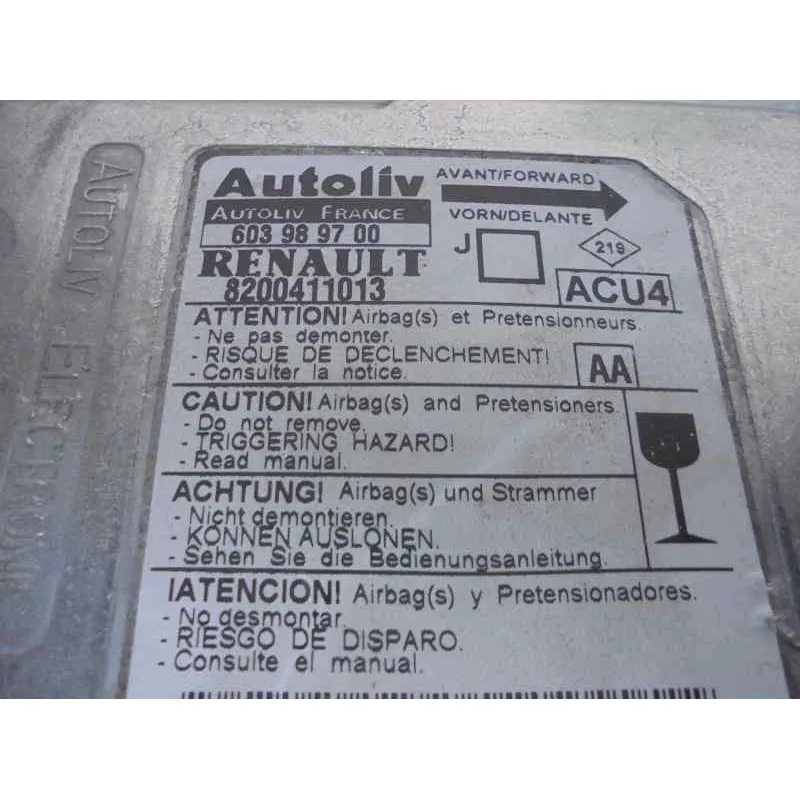 AUTOLIV ELECTRONIC
Autoliv
AVANT/FORWARD
AUTOLIV FRANCE
VORN/DELANTE
603 98 97 00
J
219
RENAULT
8200411013
ACU4
ATTENTION! Airbag(s) et Pretensionneurs.
- Ne pas demonter.
- RISQUE DE DECLENCHEMENT!
- Consulter la notice.
AA
CAUTION! Airbag(s) and Pretensioners.
- Do not remove.
- TRIGGERING HAZARD!
- Read manual.
ACHTUNG! Airbag(s) und Strammer
- Nicht demontieren.
- KONNEN AUSLONEN.
- Sehen Sie die Bedienungsanleitung.
!ATENCION! Airbag(s) y Pretensionadores.
- No desmontar.
- RIESGO DE DISPARO.
- Consulte el manual.